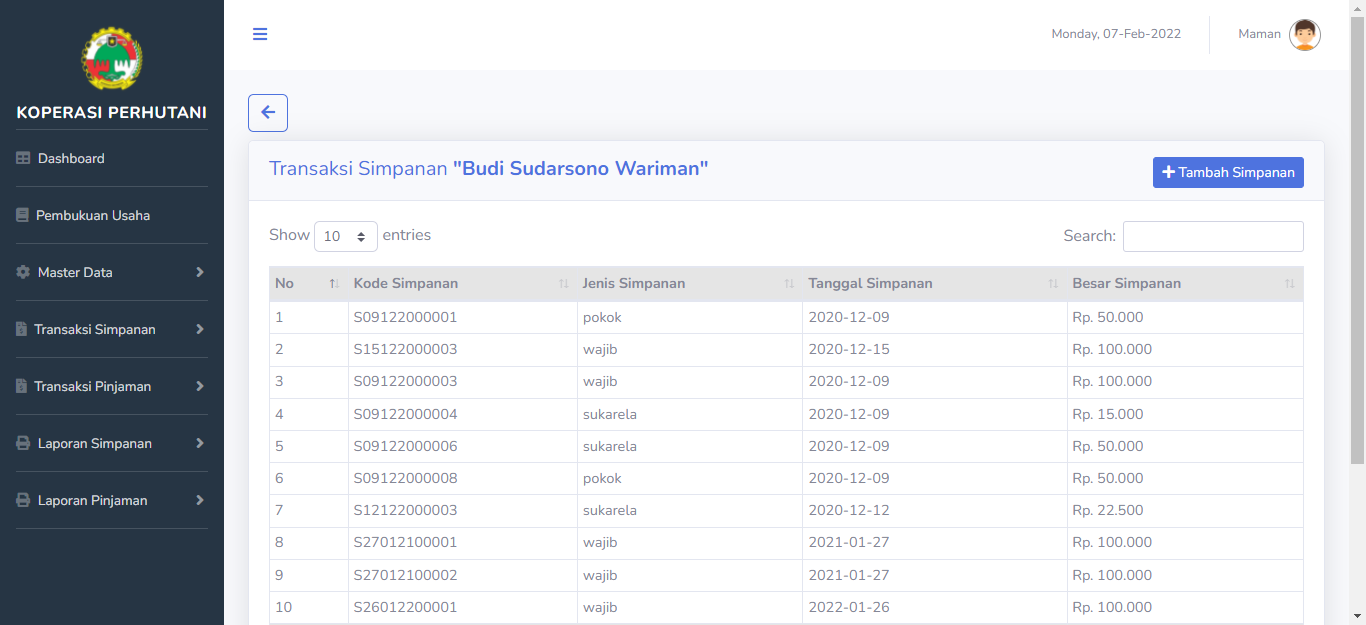 KOPERASI PERHUTANI
Dashboard
Pembukuan Usaha
Master Data
Transaksi Simpanan
Transaksi Pinjaman
Laporan Simpanan
Laporan Pinjaman
Monday, 07-Feb-2022 Maman
Transaksi Simpanan "Budi Sudarsono Wariman"
Tambah Simpanan
Show 10 entries Search:
No Kode Simpanan Jenis Simpanan Tanggal Simpanan Besar Simpanan
1 S09122000001 pokok 2020-12-09 Rp. 50.000
2 S15122000003 wajib 2020-12-15 Rp. 100.000
3 S09122000003 wajib 2020-12-09 Rp. 100.000
4 S09122000004 sukarela 2020-12-09 Rp. 15.000
5 S09122000006 sukarela 2020-12-09 Rp. 50.000
6 S09122000008 pokok 2020-12-09 Rp. 50.000
7 S12122000003 sukarela 2020-12-12 Rp. 22.500
8 S27012100001 wajib 2021-01-27 Rp. 100.000
9 S27012100002 wajib 2021-01-27 Rp. 100.000
10 S26012200001 wajib 2022-01-26 Rp. 100.000